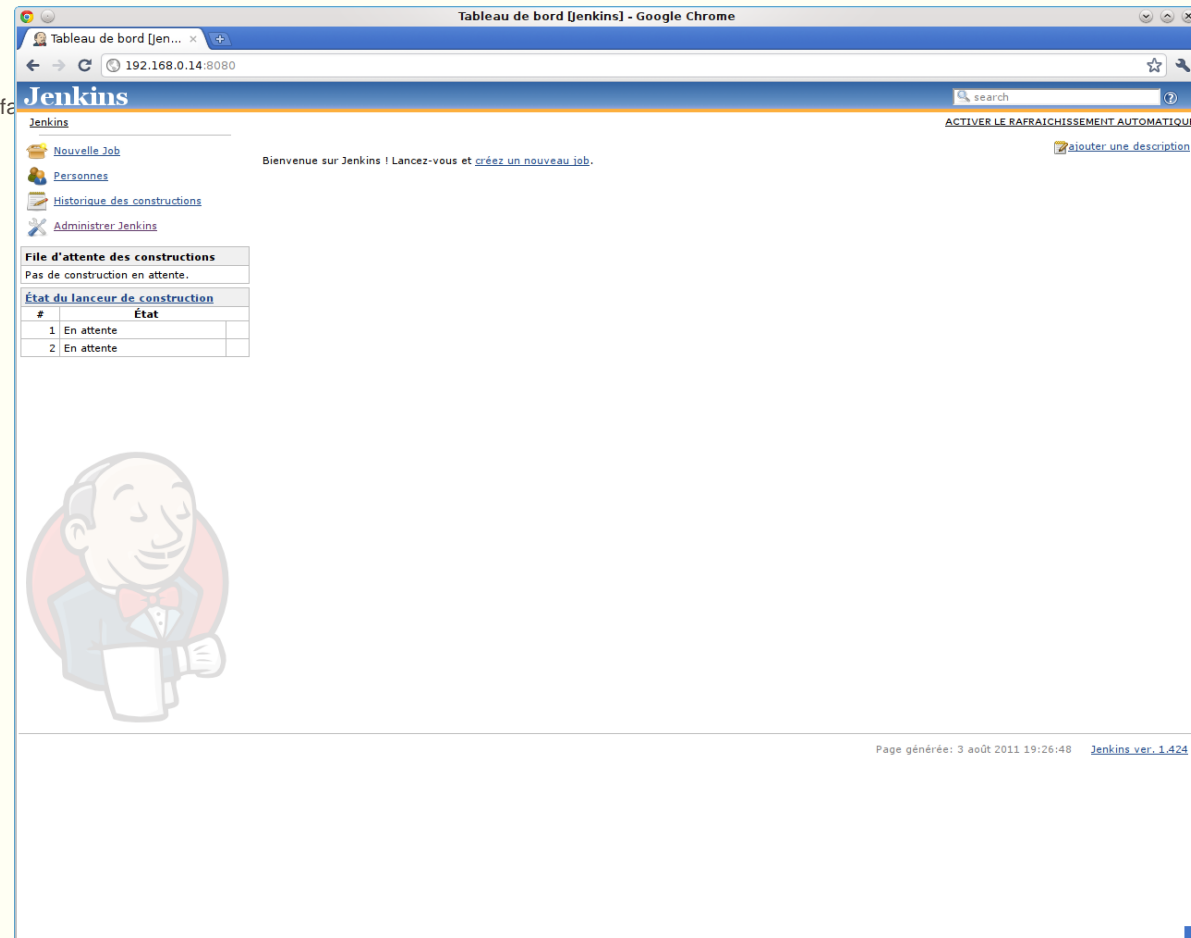 Tableau de bord [Jenkins] - Google Chrome
Tableau de bord [Jen...
192.168.0.14:8080
fa
Jenkins
search
Jenkins
ACTIVER LE RAFRAICHISSEMENT AUTOMATIQUE
ajouter une description
Nouvelle Job
Bienvenue sur Jenkins ! Lancez-vous et créez un nouveau job.
Personnes
Historique des constructions
Administrer Jenkins
File d'attente des constructions
Pas de construction en attente.
État du lanceur de construction
# État
1 En attente
2 En attente
Page générée: 3 août 2011 19:26:48 Jenkins ver. 1.424